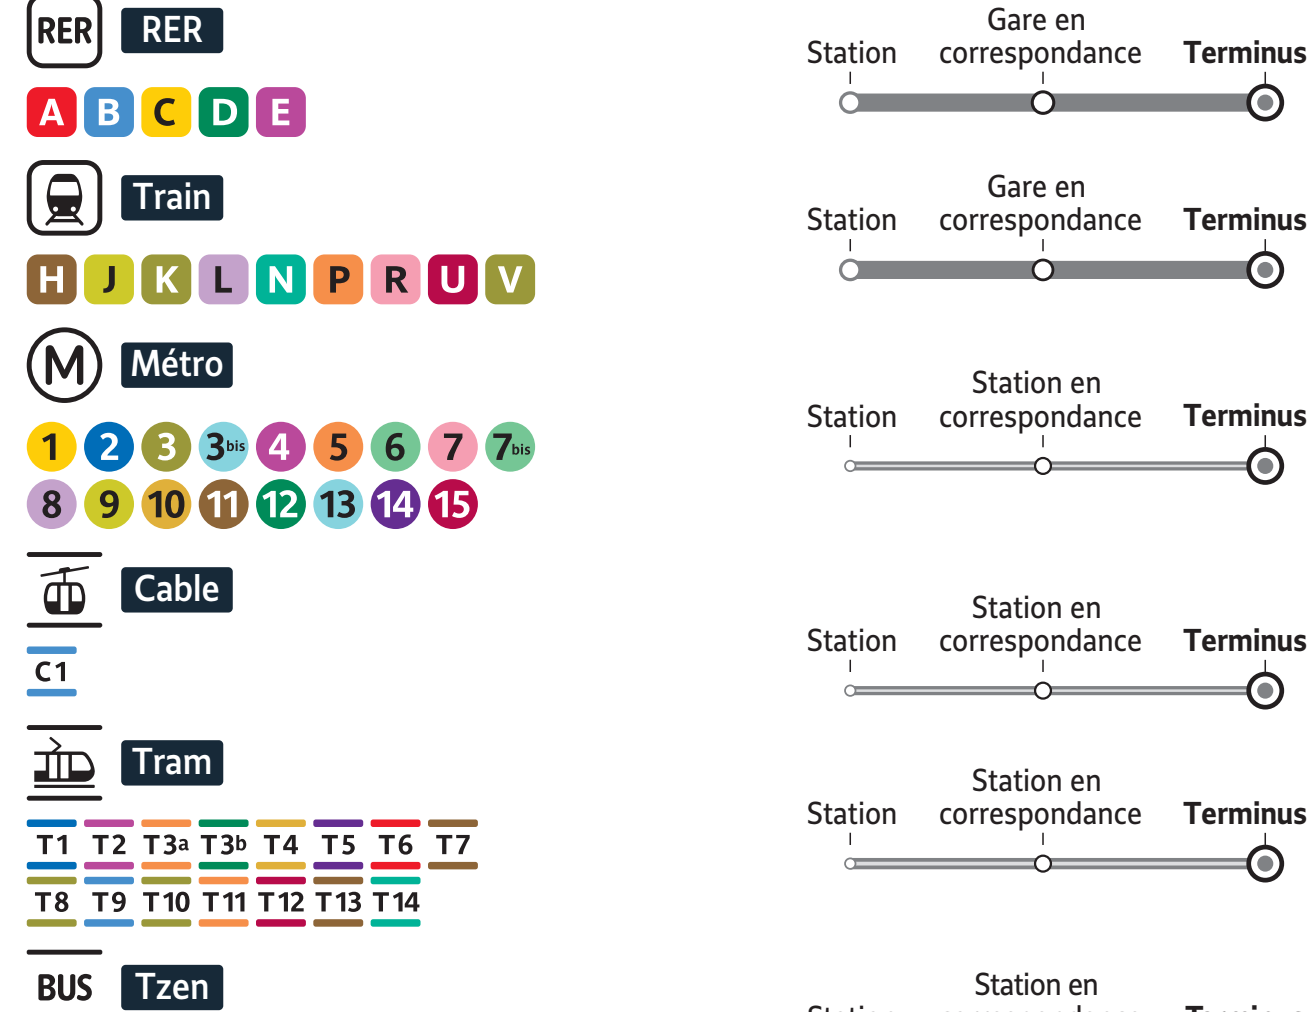 RER RER
A B C D E
Gare en
Station correspondance Terminus
Train
H J K L N P R U V
Gare en
Station correspondance Terminus
M Métro
1 2 3 3bis 4 5 6 7 7bis
8 9 10 11 12 13 14 15
Station en
Station correspondance Terminus
Cable
C1
Station en
Station correspondance Terminus
Tram
T1 T2 T3a T3b T4 T5 T6 T7
T8 T9 T10 T11 T12 T13 T14
Station en
Station correspondance Terminus
BUS Tzen
Station en